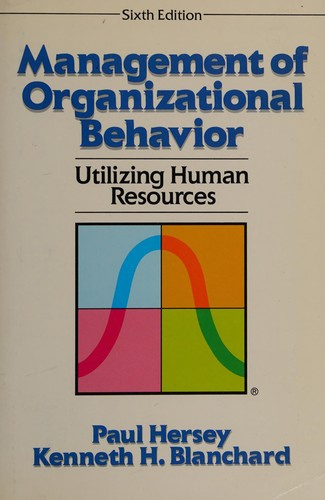 Sixth Edition
Management of
Organizational
Behavior
Utilizing Human
Resources
®
Paul Hersey
Kenneth H. Blanchard